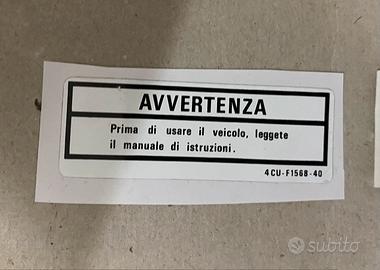 AVVERTENZA
Prima di usare il veicolo, leggete
il manuale di istruzioni.
4CU-F1568-40
subito